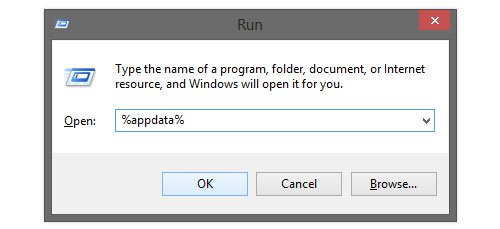 Run
Type the name of a program, folder, document, or Internet
resource, and Windows will open it for you.
Open: %appdata%
OK Cancel Browse...